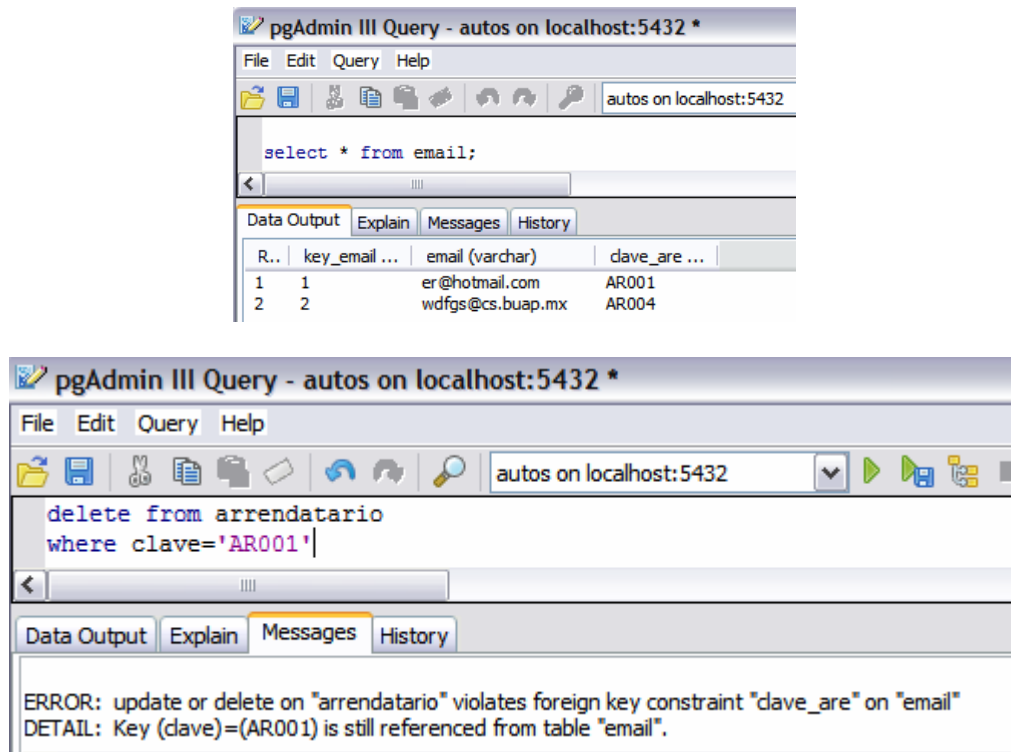 pgAdmin III Query - autos on localhost:5432 *
File Edit Query Help
autos on localhost:5432
select * from email;
Data Output Explain Messages History
R.. key_email ... email (varchar) clave_are ...
1 1 er@hotmail.com AR001
2 2 wdfgs@cs.buap.mx AR004
pgAdmin III Query - autos on localhost:5432 *
File Edit Query Help
autos on localhost:5432
delete from arrendatario
where clave='AR001'
Data Output Explain Messages History
ERROR: update or delete on "arrendatario" violates foreign key constraint "clave_are" on "email"
DETAIL: Key (clave)=(AR001) is still referenced from table "email".